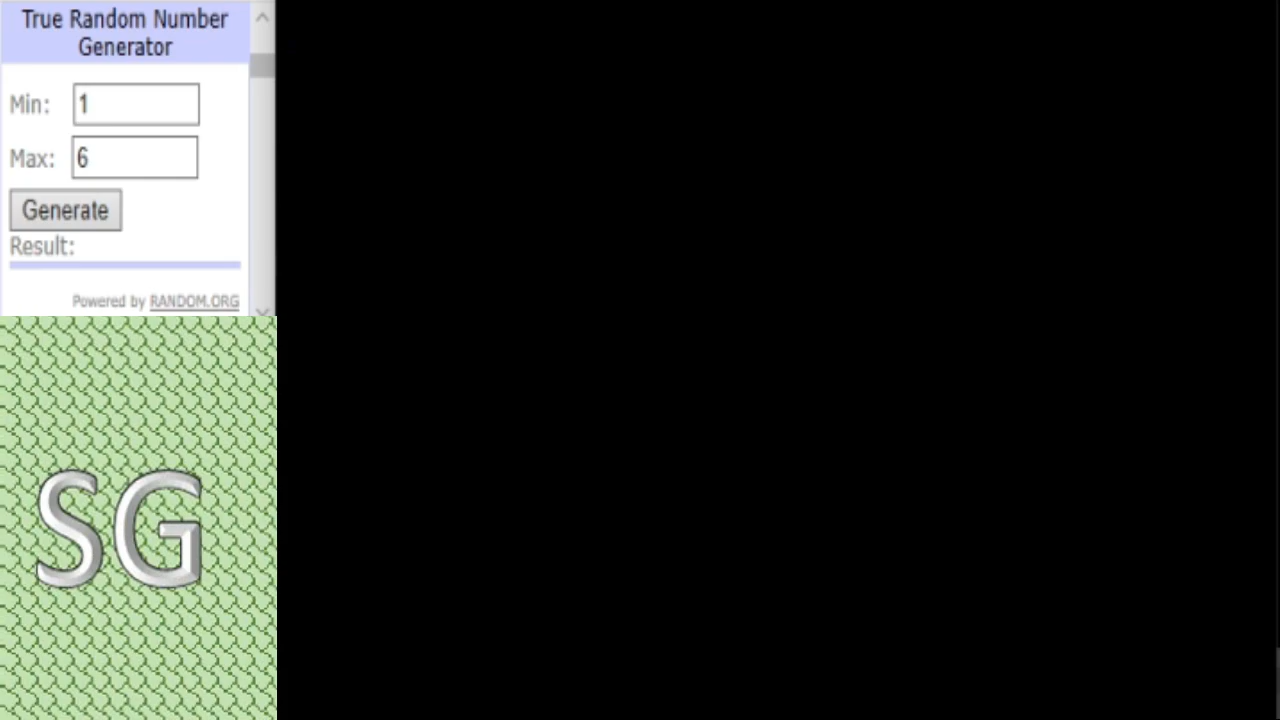 True Random Number
Generator
Min: 1
Max: 6
Generate
Result:
Powered by RANDOM.ORG
SG